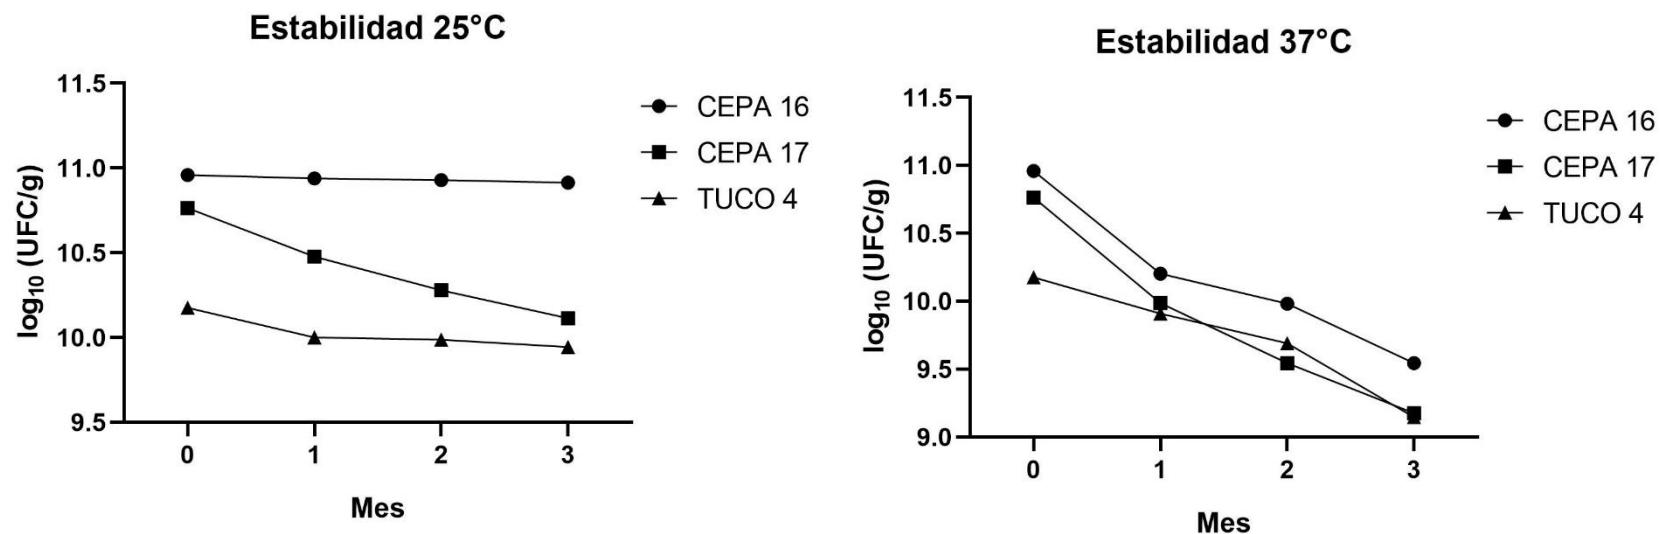 Estabilidad 25°C
11.5
11.0
10.5
10.0
9.5
log10 (UFC/g)
0 1 2 3
Mes
CEPA 16
CEPA 17
TUCO 4
Estabilidad 37°C
11.5
11.0
10.5
10.0
9.5
9.0
log10 (UFC/g)
0 1 2 3
Mes
CEPA 16
CEPA 17
TUCO 4